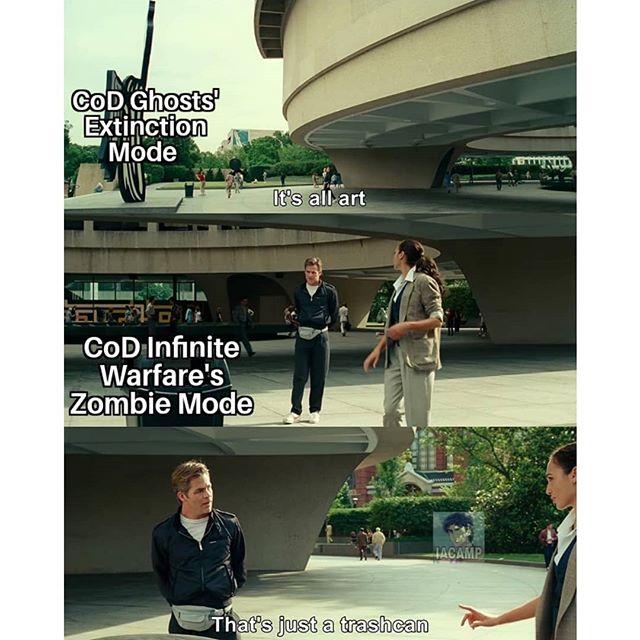 CoD Ghosts'
Extinction
Mode
It's all art
CoD Infinite
Warfare's
Zombie Mode
IACAMP
That's just a trashcan